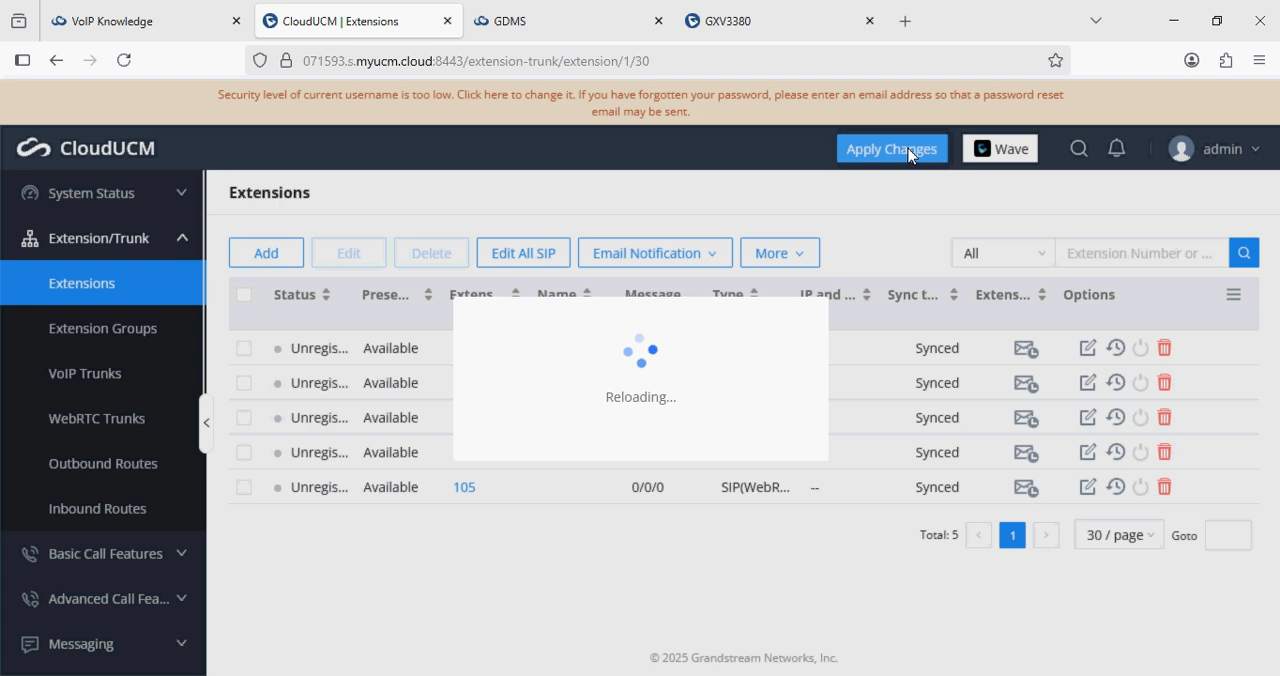 VoIP Knowledge
CloudUCM | Extensions
GDMS
GXV3380
myucm.cloud:8443/extension-trunk/extension/1/30
Security level of current username is too low. Click here to change it. If you have forgotten your password, please enter an email address so that a password reset
email may be sent.
CloudUCM
Apply Changes
Wave
admin
System Status
Extension/Trunk
Extensions
Extension Groups
VoIP Trunks
WebRTC Trunks
Outbound Routes
Inbound Routes
Basic Call Features
Advanced Call Fea...
Messaging
Extensions
Add Edit Delete Edit All SIP Email Notification More All Extension Number or ...
Status Prese... Extens... Name Message Type IP and ... Sync t... Extens... Options
Unregis... Available Synced
Unregis... Available Synced
Unregis... Available Synced
Unregis... Available Synced
Unregis... Available 105 0/0/0 SIP(WebR... -- Synced
Reloading...
Total: 5 < 1 > 30 / page Goto
© 2025 Grandstream Networks, Inc.